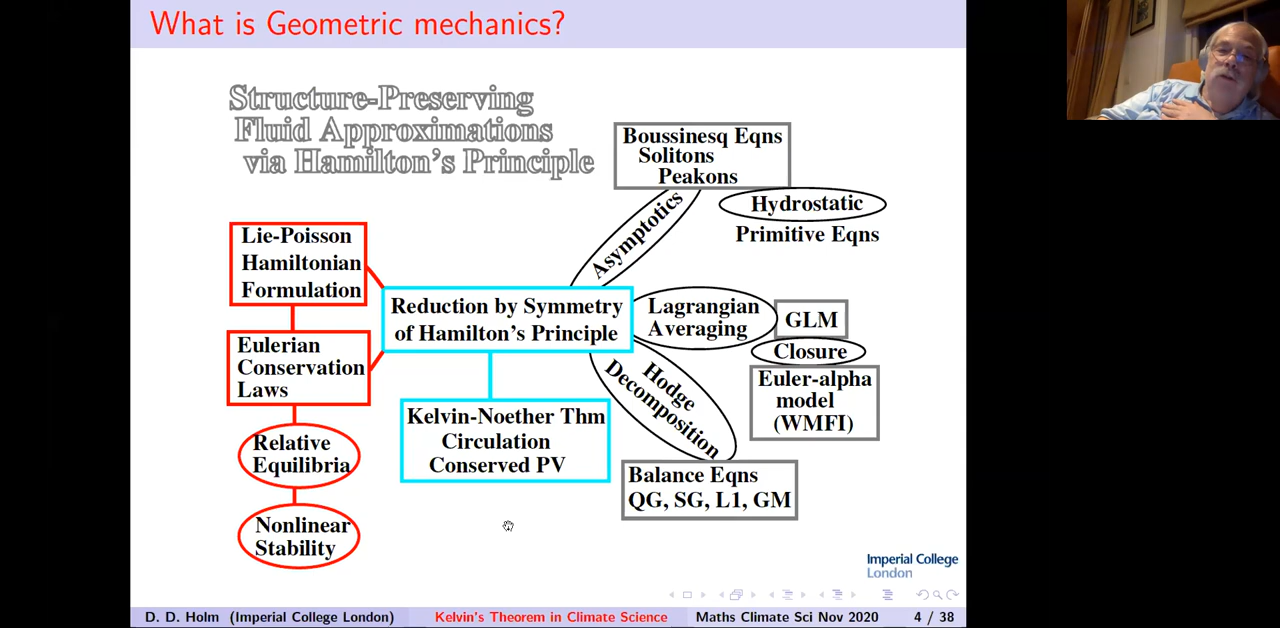 What is Geometric mechanics?
Structure-Preserving
Fluid Approximations
via Hamilton's Principle
Boussinesq Eqns
Solitons
Peakons
Hydrostatic
Primitive Eqns
Asymptotics
Lie-Poisson
Hamiltonian
Formulation
Reduction by Symmetry
of Hamilton's Principle
Lagrangian
Averaging
GLM
Closure
Euler-alpha
model
(WMFI)
Eulerian
Conservation
Laws
Hodge
Decomposition
Kelvin-Noether Thm
Circulation
Conserved PV
Relative
Equilibria
Balance Eqns
QG, SG, L1, GM
Nonlinear
Stability
Imperial College
London
D. D. Holm (Imperial College London)
Kelvin's Theorem in Climate Science
Maths Climate Sci Nov 2020
4 / 38